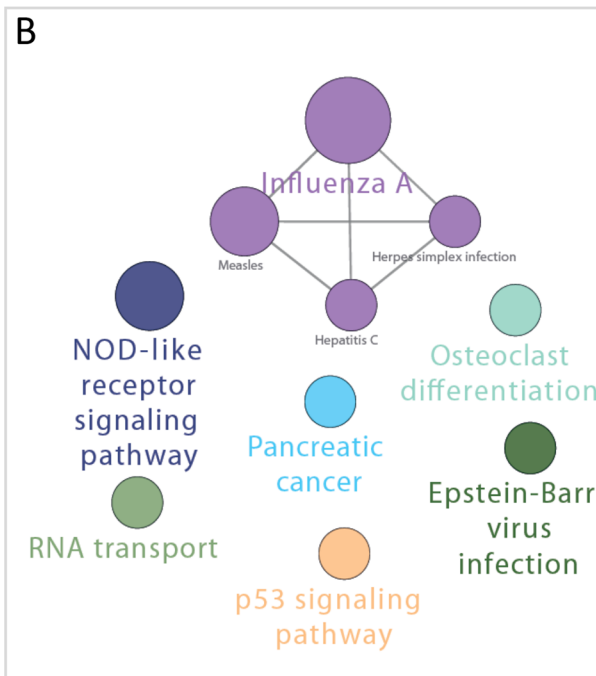 B
Influenza A
Measles
Herpes simplex infection
Hepatitis C
NOD-like
receptor
signaling
pathway
Osteoclast
differentiation
Pancreatic
cancer
Epstein-Barr
virus
infection
RNA transport
p53 signaling
pathway